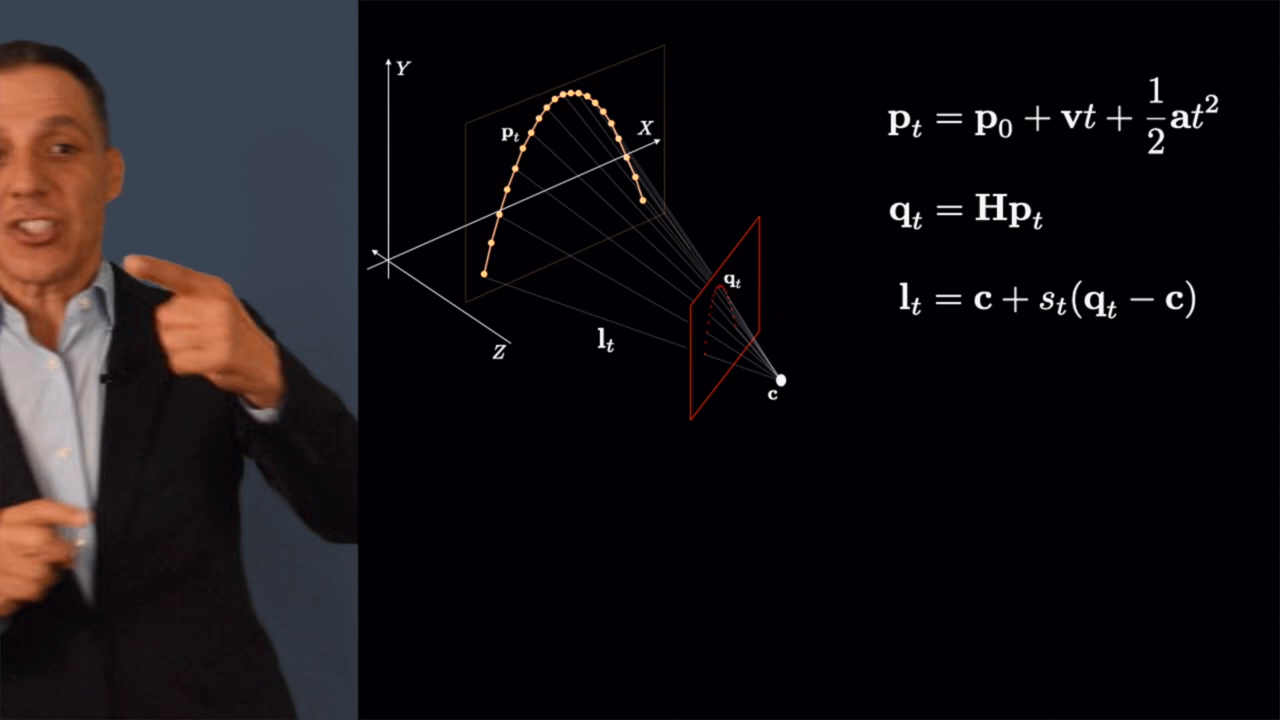 Y
X
Z
p_t
q_t
l_t
c
p_t = p_0 + vt + 1/2 at^2
q_t = Hp_t
l_t = c + s_t(q_t − c)